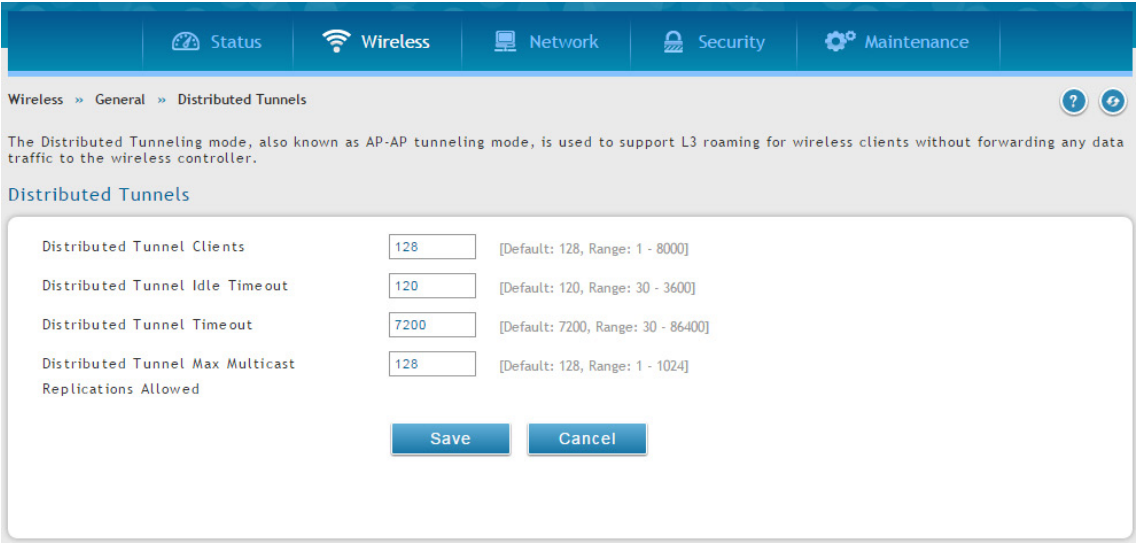 Status Wireless Network Security Maintenance
Wireless » General » Distributed Tunnels
The Distributed Tunneling mode, also known as AP-AP tunneling mode, is used to support L3 roaming for wireless clients without forwarding any data
traffic to the wireless controller.
Distributed Tunnels
Distributed Tunnel Clients 128 [Default: 128, Range: 1 - 8000]
Distributed Tunnel Idle Timeout 120 [Default: 120, Range: 30 - 3600]
Distributed Tunnel Timeout 7200 [Default: 7200, Range: 30 - 86400]
Distributed Tunnel Max Multicast 128 [Default: 128, Range: 1 - 1024]
Replications Allowed
Save Cancel